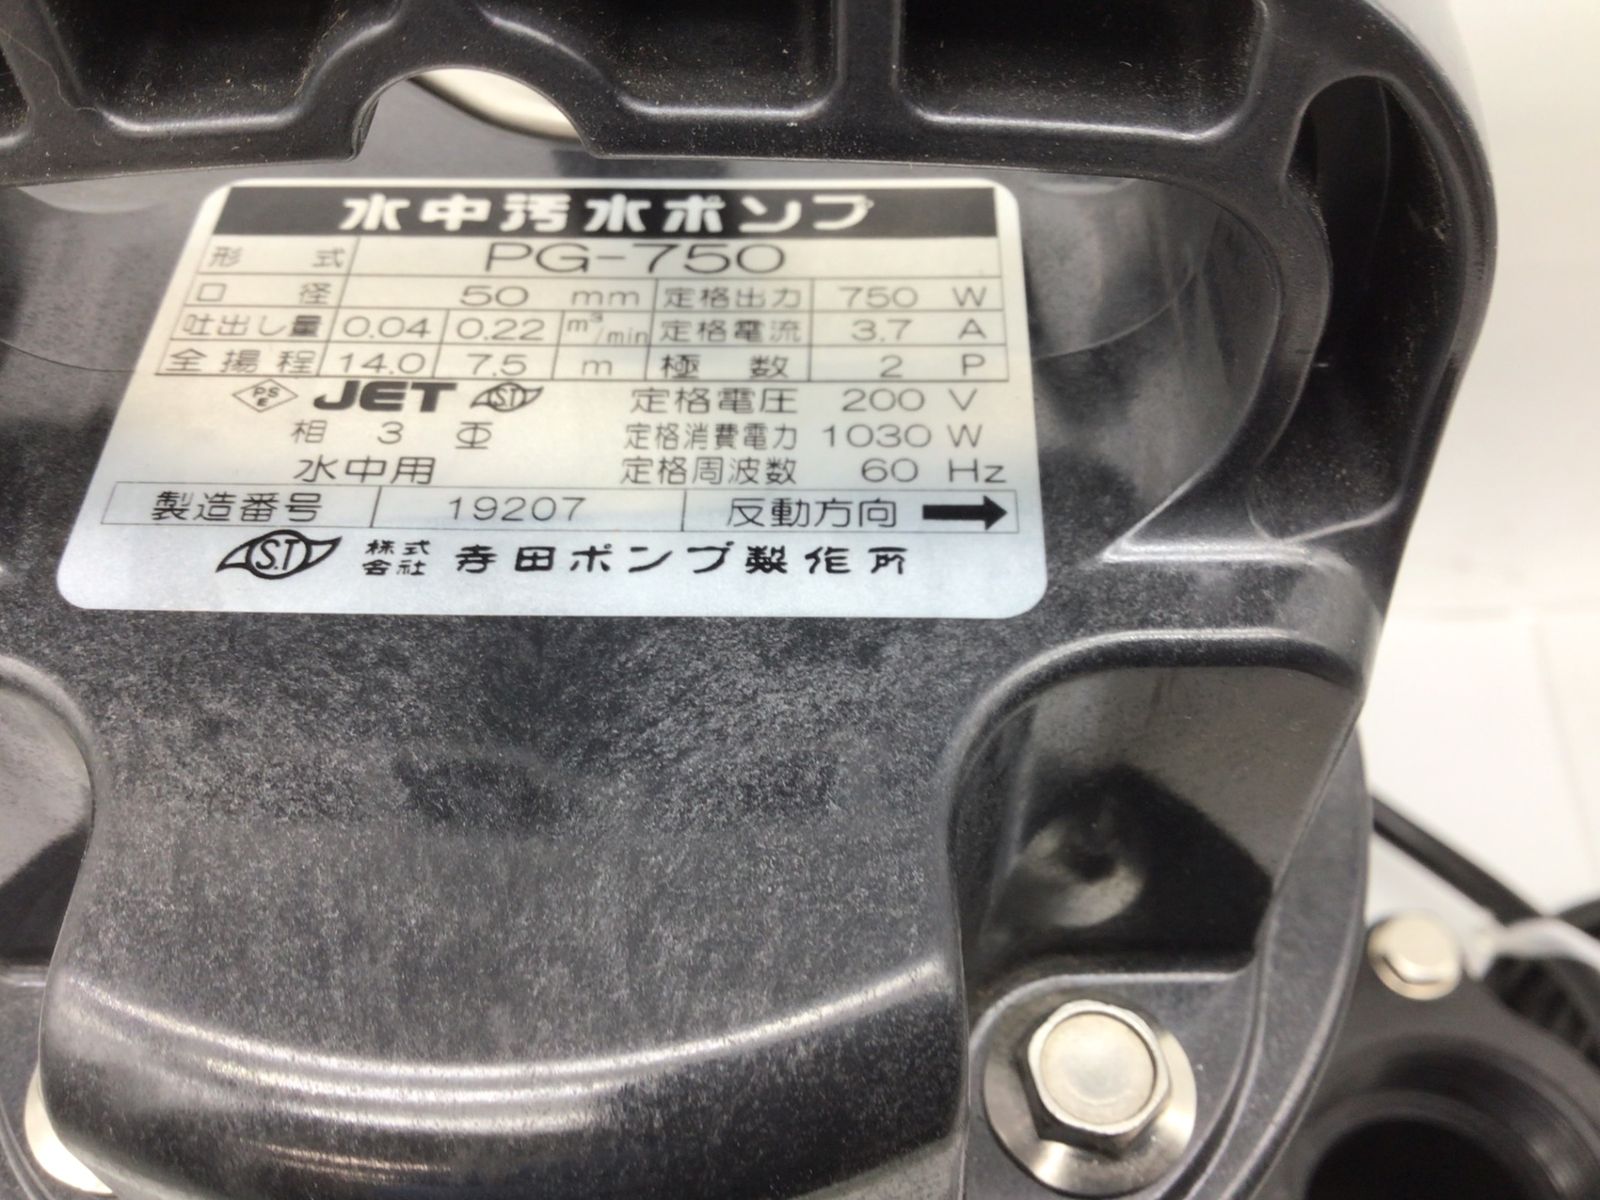 水中汚水ポンプ
形式 PG-750
口径 50 mm 定格出力 750 W
吐出し量 0.04 0.22 m³/min 定格電流 3.7 A
全揚程 14.0 7.5 m 極数 2 P
PSE JET ST 定格電圧 200 V
相 3 定格消費電力 1030 W
水中用 定格周波数 60 Hz
製造番号 19207 反動方向 →
S.T 株式会社 寺田ポンプ製作所